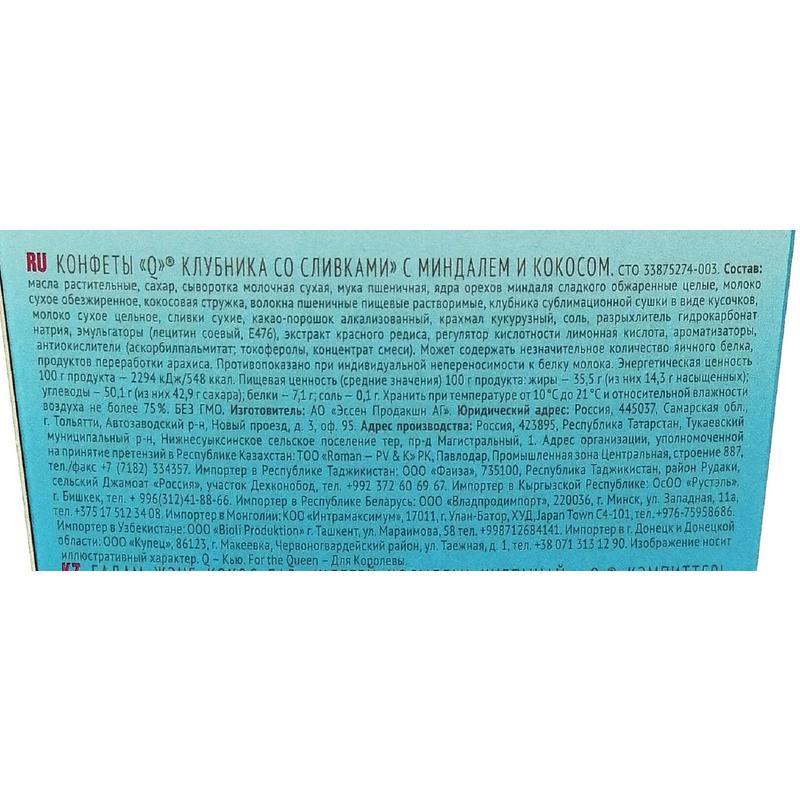 RU КОНФЕТЫ «Q»® КЛУБНИКА СО СЛИВКАМИ» С МИНДАЛЕМ И КОКОСОМ. СТО 33875274-003. Состав:
масла растительные, сахар, сыворотка молочная сухая, мука пшеничная, ядра орехов миндаля сладкого обжаренные целые, молоко
сухое обезжиренное, кокосовая стружка, волокна пшеничные пищевые растворимые, клубника сублимационной сушки в виде кусочков,
молоко сухое цельное, сливки сухие, какао-порошок алкализованный, крахмал кукурузный, соль, разрыхлитель гидрокарбонат
натрия, эмульгаторы (лецитин соевый, Е476), экстракт красного редиса, регулятор кислотности лимонная кислота, ароматизаторы,
антиокислители (аскорбилпальмитат; токоферолы, концентрат смеси). Может содержать незначительное количество яичного белка,
продуктов переработки арахиса. Противопоказано при индивидуальной непереносимости к белку молока. Энергетическая ценность
100 г продукта – 2294 кДж/548 ккал. Пищевая ценность (средние значения) 100 г продукта: жиры – 35,5 г (из них 14,3 г насыщенных);
углеводы – 50,1 г (из них 42,9 г сахара); белки – 7,1 г; соль – 0,1 г. Хранить при температуре от 10°С до 21°С и относительной влажности
воздуха не более 75%. БЕЗ ГМО. Изготовитель: АО «Эссен Продакшн АГ». Юридический адрес: Россия, 445037, Самарская обл.,
г. Тольятти, Автозаводский р-н, Новый проезд, д. 3, оф. 95. Адрес производства: Россия, 423895, Республика Татарстан, Тукаевский
муниципальный р-н, Нижнесуыксинское сельское поселение тер, пр-д Магистральный, 1. Адрес организации, уполномоченной
на принятие претензий в Республике Казахстан: ТОО «Roman – PV & K» РК, Павлодар, Промышленная зона Центральная, строение 887,
тел./факс +7 (7182) 334357. Импортер в Республике Таджикистан: ООО «Фаиза», 735100, Республика Таджикистан, район Рудаки,
сельский Джамоат «Россия», участок Дехконобод, тел. +992 372 60 69 67. Импортер в Кыргызской Республике: ОсОО «Рустэль»,
г. Бишкек, тел. + 996(312)41-88-66. Импортер в Республике Беларусь: ООО «Владпродимпорт», 220036, г. Минск, ул. Западная, 11а,
тел. +375 17 512 34 08. Импортер в Монголии: КОО «Интрамаксимум», 17011, г. Улан-Батор, ХУД, Japan Town C4-101, тел. +976-75958686.
Импортер в Узбекистане: ООО «Bioli Produktion» г. Ташкент, ул. Мараимова, 58 тел. +998712684141. Импортер в г. Донецк и Донецкой
области: ООО «Купец», 86123, г. Макеевка, Червоногвардейский район, ул. Таежная, д. 1, тел. +38 071 313 12 90. Изображение носит
иллюстративный характер. Q – Кью. For the Queen – Для Королевы.
KZ